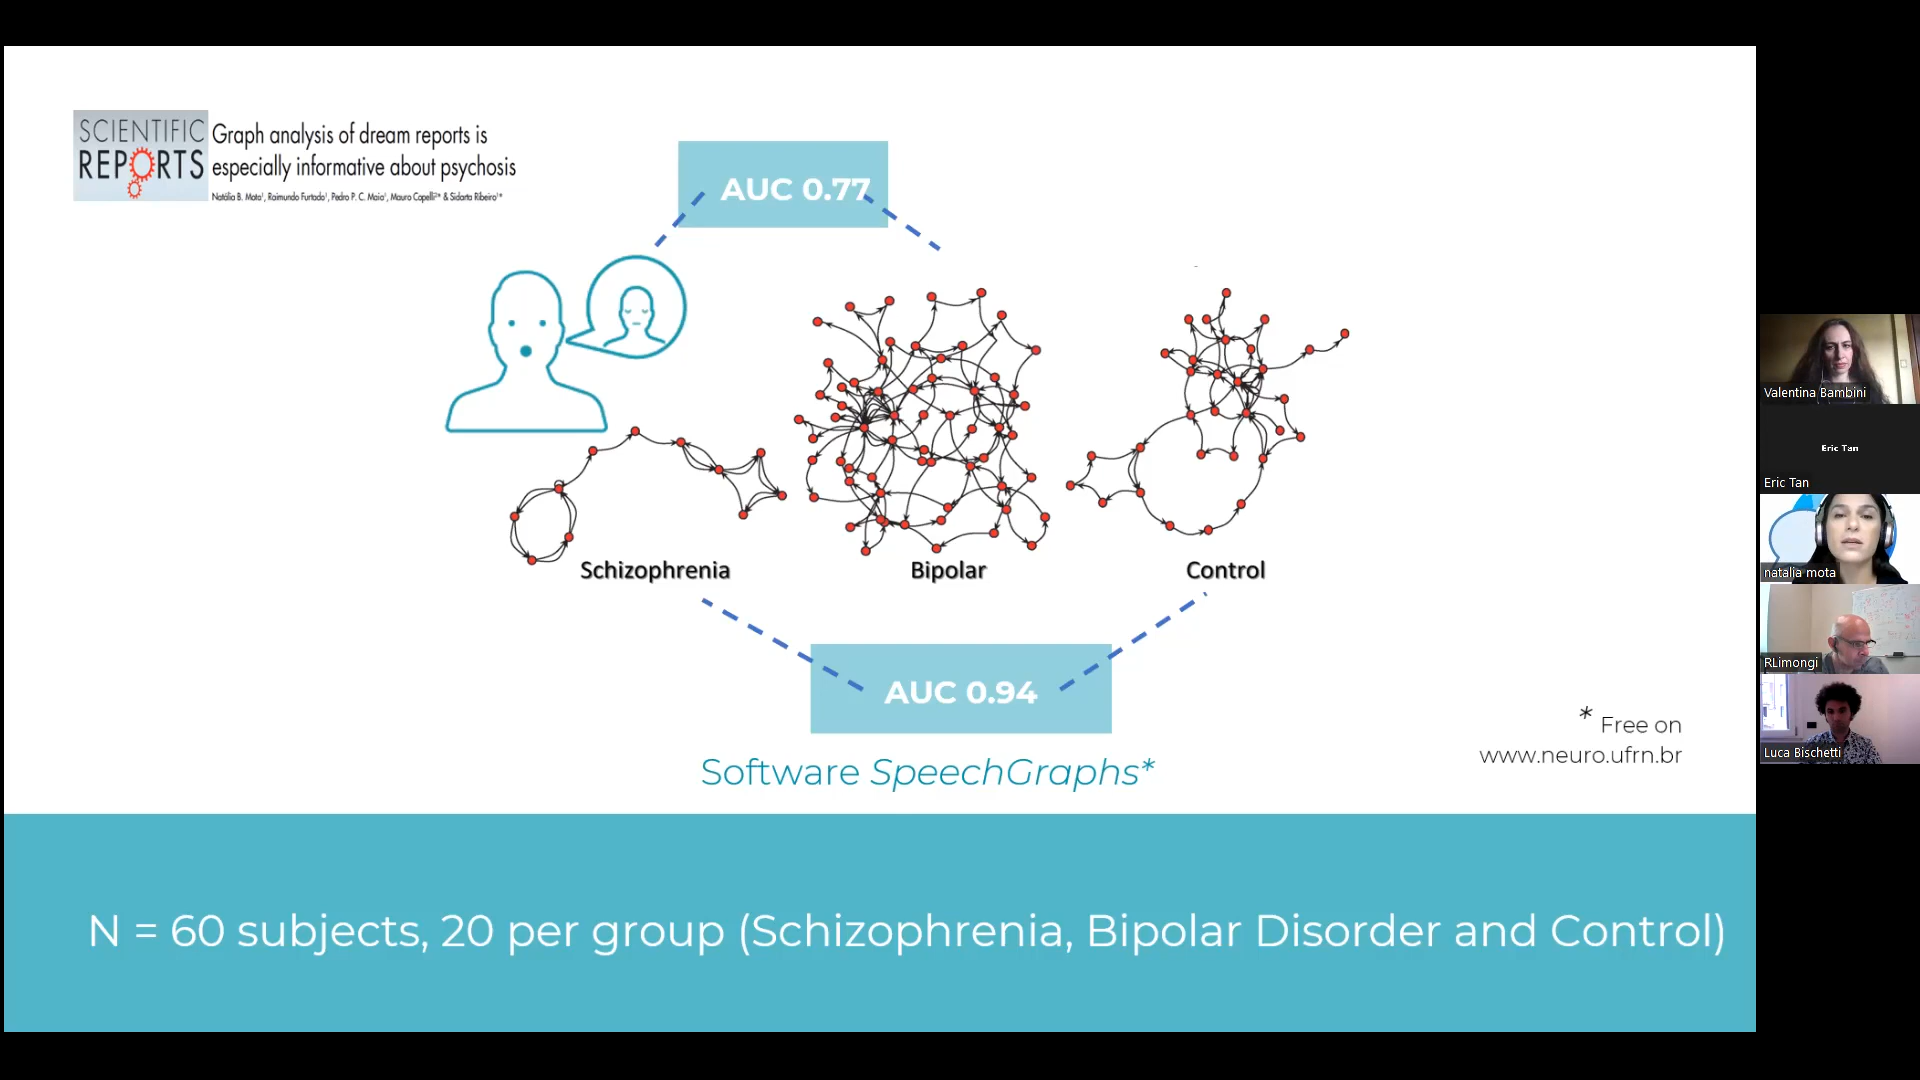 SCIENTIFIC
REPORTS
Graph analysis of dream reports is
especially informative about psychosis
Natália B. Mota¹, Raimundo Furtado¹, Pedro P. C. Maia¹, Mauro Copelli²* & Sidarta Ribeiro¹*
AUC 0.77
Schizophrenia
Bipolar
Control
AUC 0.94
Software SpeechGraphs*
* Free on
www.neuro.ufrn.br
N = 60 subjects, 20 per group (Schizophrenia, Bipolar Disorder and Control)
Valentina Bambini
Eric Tan
Eric Tan
natalia mota
RLimongi
Luca Bischetti